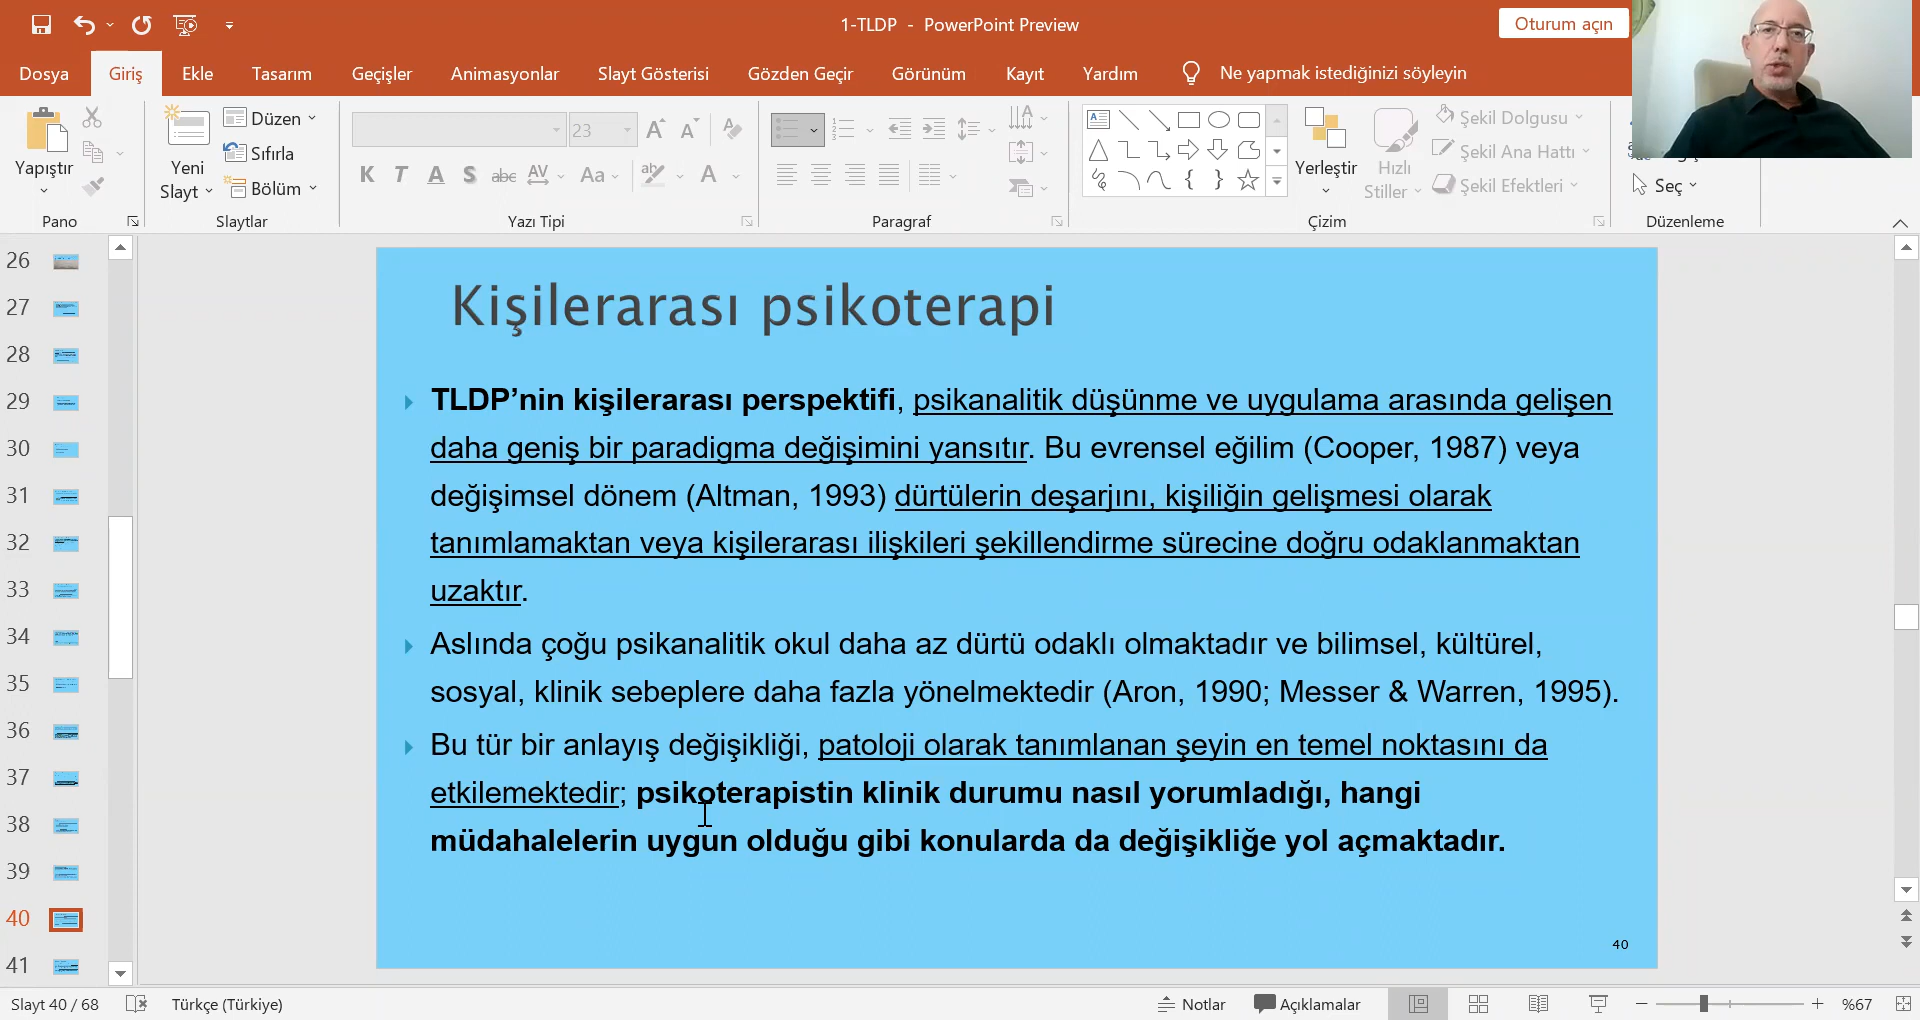 1-TLDP - PowerPoint Preview
Oturum açın
Dosya Giriş Ekle Tasarım Geçişler Animasyonlar Slayt Gösterisi Gözden Geçir Görünüm Kayıt Yardım Ne yapmak istediğinizi söyleyin
Yapıştır
Yeni
Slayt
Düzen
Sıfırla
Bölüm
23
K T A S abc AV Aa A
Yerleştir
Hızlı
Stiller
Şekil Dolgusu
Şekil Ana Hattı
Şekil Efektleri
Seç
Pano Slaytlar Yazı Tipi Paragraf Çizim Düzenleme
26
27
28
29
30
31
32
33
34
35
36
37
38
39
40
41
Kişilerarası psikoterapi
TLDP’nin kişilerarası perspektifi, psikanalitik düşünme ve uygulama arasında gelişen
daha geniş bir paradigma değişimini yansıtır. Bu evrensel eğilim (Cooper, 1987) veya
değişimsel dönem (Altman, 1993) dürtülerin deşarjını, kişiliğin gelişmesi olarak
tanımlamaktan veya kişilerarası ilişkileri şekillendirme sürecine doğru odaklanmaktan
uzaktır.
Aslında çoğu psikanalitik okul daha az dürtü odaklı olmaktadır ve bilimsel, kültürel,
sosyal, klinik sebeplere daha fazla yönelmektedir (Aron, 1990; Messer & Warren, 1995).
Bu tür bir anlayış değişikliği, patoloji olarak tanımlanan şeyin en temel noktasını da
etkilemektedir; psikoterapistin klinik durumu nasıl yorumladığı, hangi
müdahalelerin uygun olduğu gibi konularda da değişikliğe yol açmaktadır.
40
Slayt 40 / 68 Türkçe (Türkiye) Notlar Açıklamalar %67